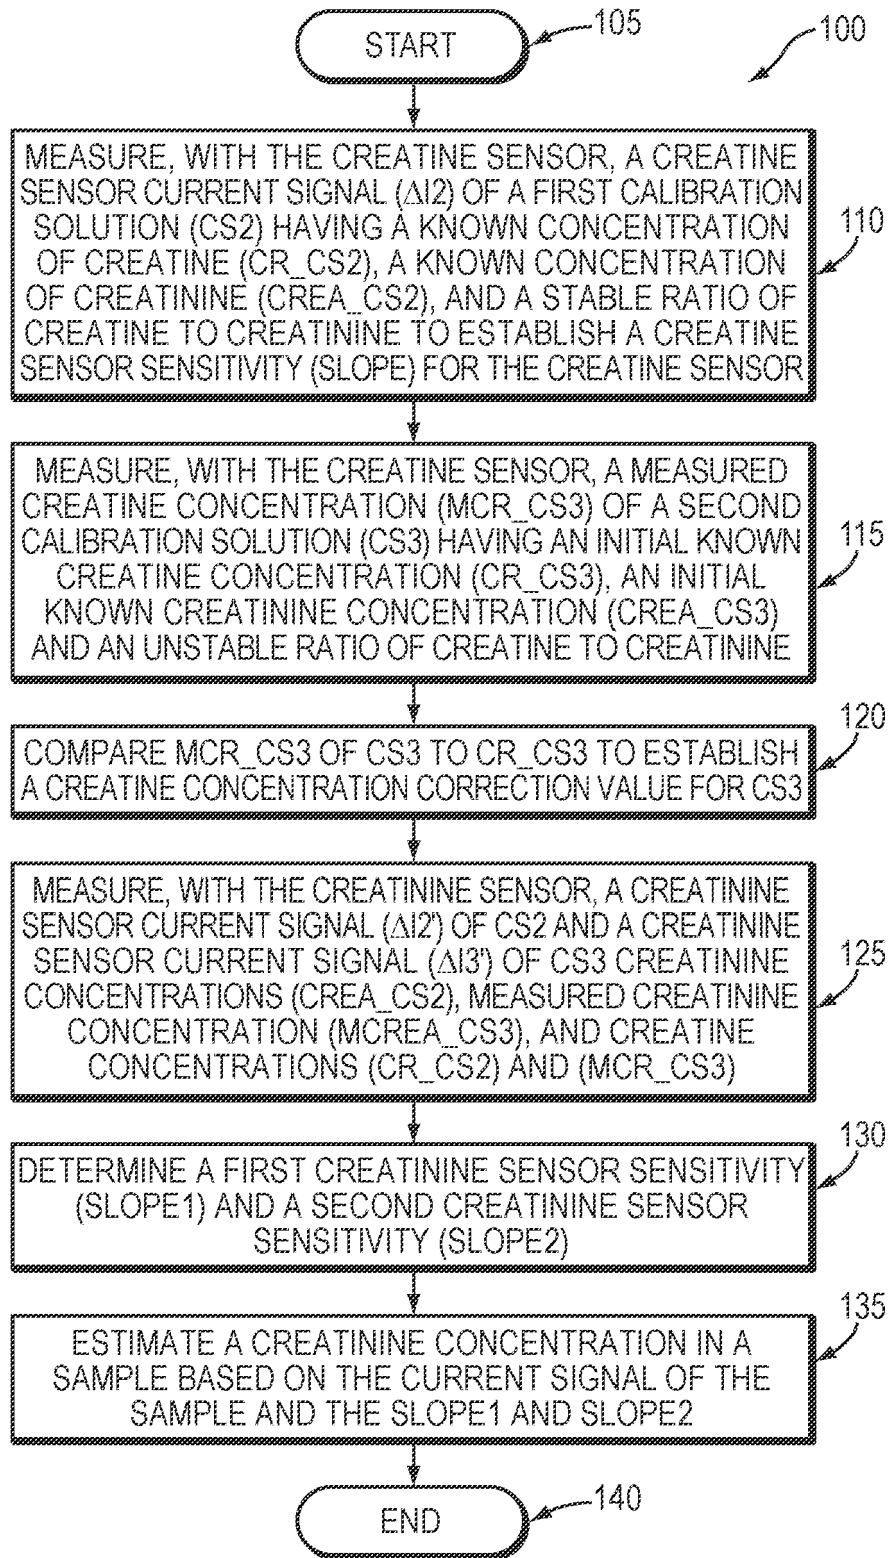 START
105
100
MEASURE, WITH THE CREATINE SENSOR, A CREATINE
SENSOR CURRENT SIGNAL (ΔI2) OF A FIRST CALIBRATION
SOLUTION (CS2) HAVING A KNOWN CONCENTRATION
OF CREATINE (CR_CS2), A KNOWN CONCENTRATION
OF CREATININE (CREA_CS2), AND A STABLE RATIO OF
CREATINE TO CREATININE TO ESTABLISH A CREATINE
SENSOR SENSITIVITY (SLOPE) FOR THE CREATINE SENSOR
110
MEASURE, WITH THE CREATINE SENSOR, A MEASURED
CREATINE CONCENTRATION (MCR_CS3) OF A SECOND
CALIBRATION SOLUTION (CS3) HAVING AN INITIAL KNOWN
CREATINE CONCENTRATION (CR_CS3), AN INITIAL
KNOWN CREATININE CONCENTRATION (CREA_CS3)
AND AN UNSTABLE RATIO OF CREATINE TO CREATININE
115
COMPARE MCR_CS3 OF CS3 TO CR_CS3 TO ESTABLISH
A CREATINE CONCENTRATION CORRECTION VALUE FOR CS3
120
MEASURE, WITH THE CREATININE SENSOR, A CREATININE
SENSOR CURRENT SIGNAL (ΔI2') OF CS2 AND A CREATININE
SENSOR CURRENT SIGNAL (ΔI3') OF CS3 CREATININE
CONCENTRATIONS (CREA_CS2), MEASURED CREATININE
CONCENTRATION (MCREA_CS3), AND CREATINE
CONCENTRATIONS (CR_CS2) AND (MCR_CS3)
125
DETERMINE A FIRST CREATININE SENSOR SENSITIVITY
(SLOPE1) AND A SECOND CREATININE SENSOR
SENSITIVITY (SLOPE2)
130
ESTIMATE A CREATININE CONCENTRATION IN A
SAMPLE BASED ON THE CURRENT SIGNAL OF THE
SAMPLE AND THE SLOPE1 AND SLOPE2
135
END
140